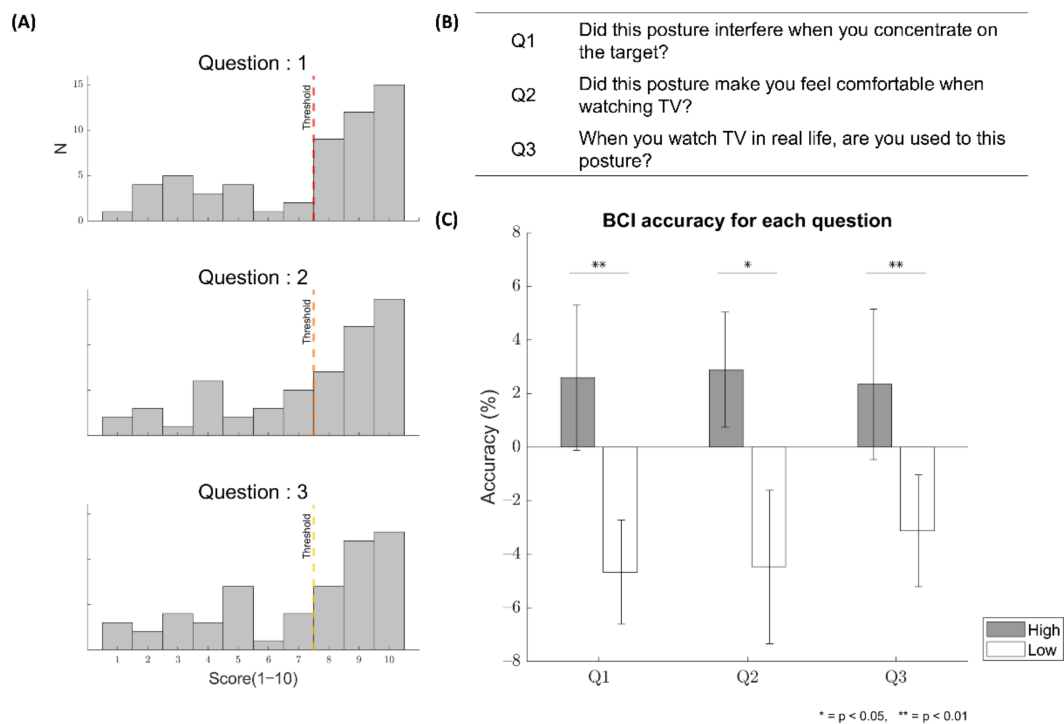 (A)
Question : 1
15
10
5
0
N
Threshold
Question : 2
Threshold
Question : 3
Threshold
1 2 3 4 5 6 7 8 9 10
Score(1−10)
(B)
Q1 Did this posture interfere when you concentrate on
the target?
Q2 Did this posture make you feel comfortable when
watching TV?
Q3 When you watch TV in real life, are you used to this
posture?
(C)
BCI accuracy for each question
8
6
4
2
0
−2
−4
−6
−8
Accuracy (%)
** * **
Q1 Q2 Q3
High
Low
* = p < 0.05, ** = p < 0.01